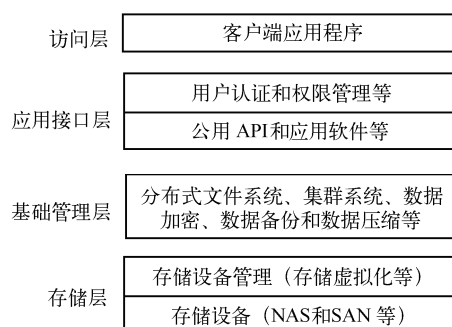 访问层
客户端应用程序
应用接口层
用户认证和权限管理等
公用 API和应用软件等
基础管理层
分布式文件系统、集群系统、数据
加密、数据备份和数据压缩等
存储层
存储设备管理（存储虚拟化等）
存储设备（NAS和SAN 等）